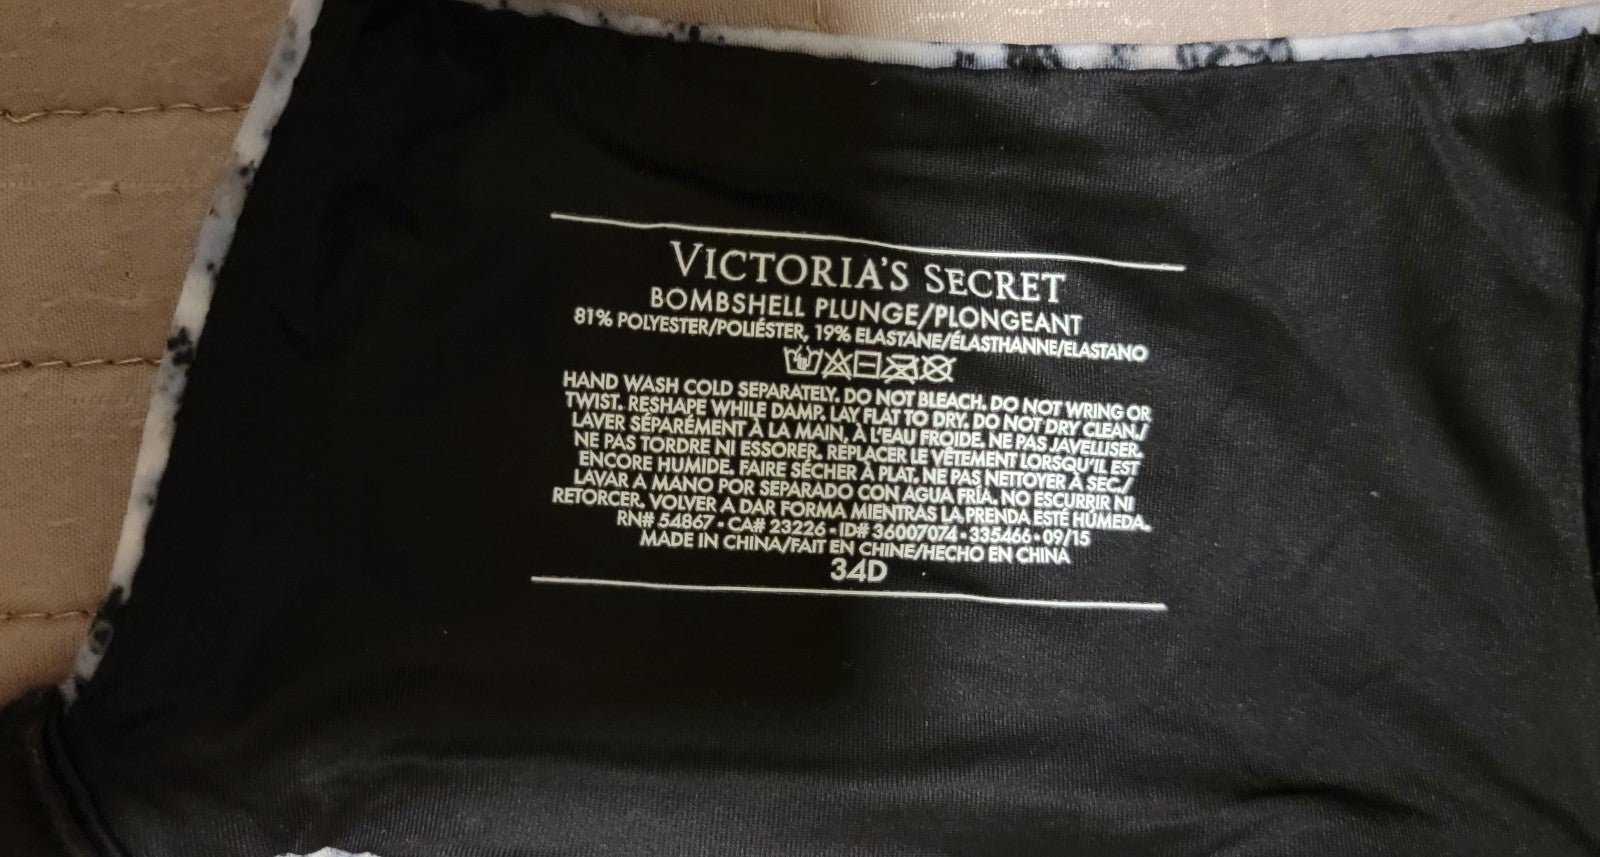 VICTORIA'S SECRET
BOMBSHELL PLUNGE/PLONGEANT
81% POLYESTER/POLIÉSTER, 19% ELASTANE/ÉLASTHANNE/ELASTANO
HAND WASH COLD SEPARATELY. DO NOT BLEACH. DO NOT WRING OR
TWIST. RESHAPE WHILE DAMP. LAY FLAT TO DRY. DO NOT DRY CLEAN./
LAVER SÉPARÉMENT À LA MAIN, À L'EAU FROIDE. NE PAS JAVELLISER.
NE PAS TORDRE NI ESSORER. REPLACER LE VÊTEMENT LORSQU'IL EST
ENCORE HUMIDE. FAIRE SÉCHER À PLAT. NE PAS NETTOYER À SEC./
LAVAR A MANO POR SEPARADO CON AGUA FRÍA. NO ESCURRIR NI
RETORCER. VOLVER A DAR FORMA MIENTRAS LA PRENDA ESTÉ HÚMEDA.
RN# 54867 • CA# 23226 • ID# 36007074 • 335466 • 09/15
MADE IN CHINA/FAIT EN CHINE/HECHO EN CHINA
34D